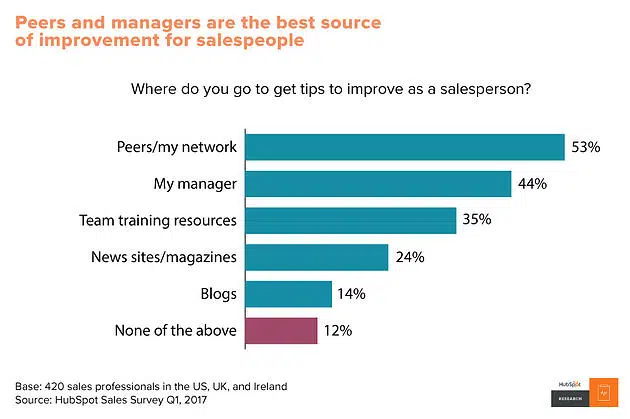 Peers and managers are the best source
of improvement for salespeople
Where do you go to get tips to improve as a salesperson?
Peers/my network 53%
My manager 44%
Team training resources 35%
News sites/magazines 24%
Blogs 14%
None of the above 12%
Base: 420 sales professionals in the US, UK, and Ireland
Source: HubSpot Sales Survey Q1, 2017
HubSpot
RESEARCH